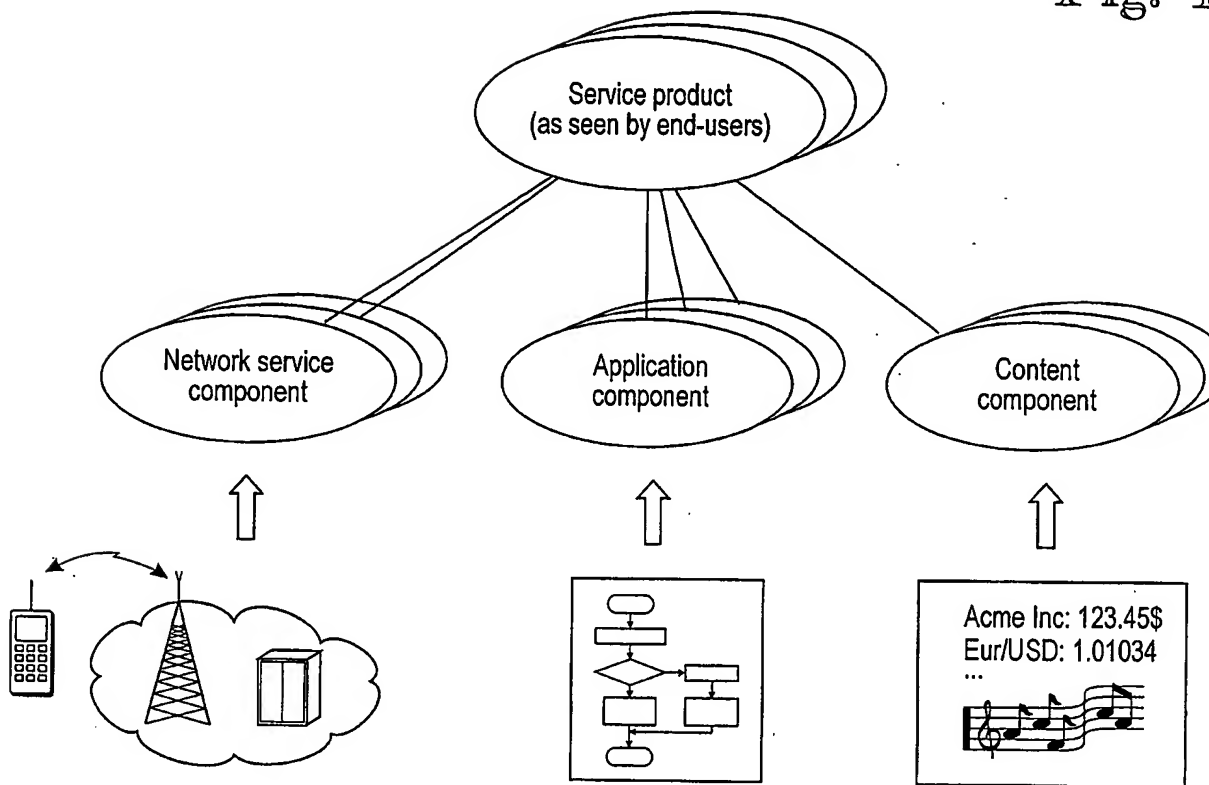 Fig.
Service product
(as seen by end-users)
Network service
component
Application
component
Content
component
Acme Inc: 123.45$
Eur/USD: 1.01034
...